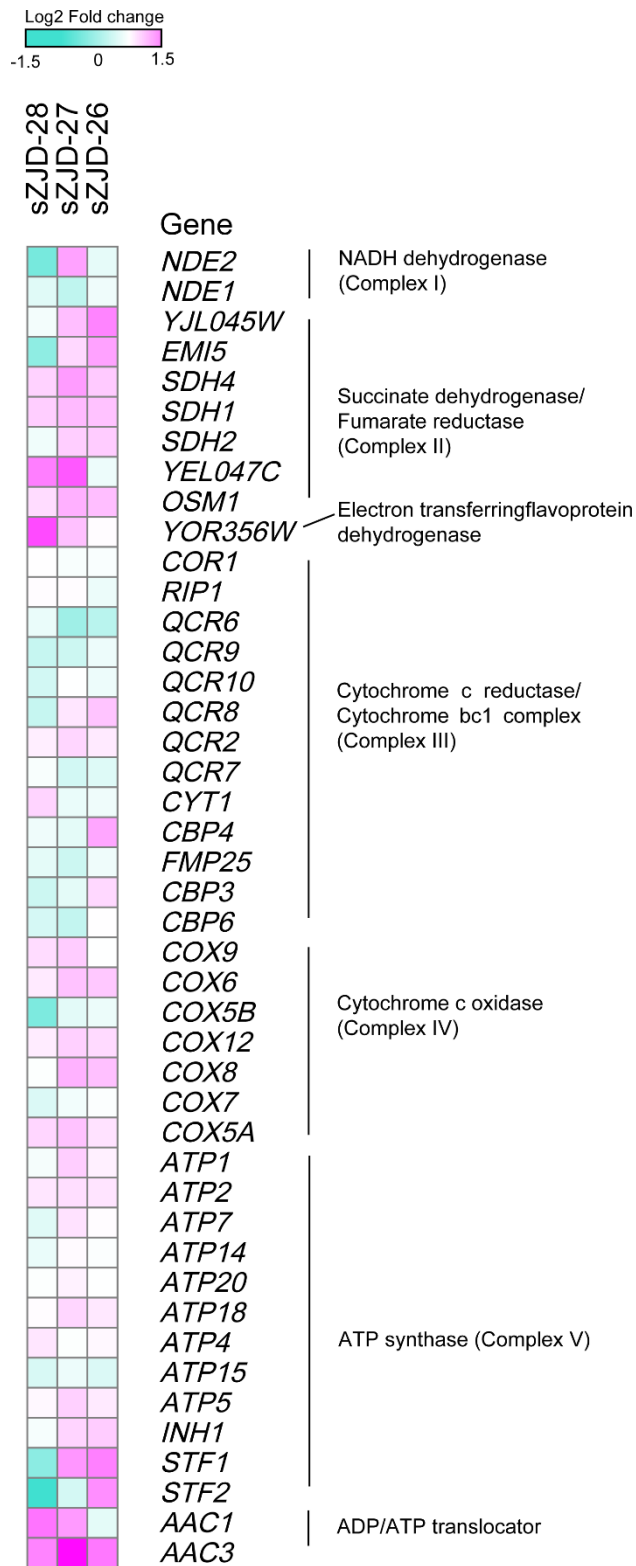 Log2 Fold change
-1.5 0 1.5
sZJD-28
sZJD-27
sZJD-26
Gene
NDE2
NDE1
NADH dehydrogenase
(Complex I)
YJL045W
EMI5
SDH4
SDH1
SDH2
YEL047C
OSM1
Succinate dehydrogenase/
Fumarate reductase
(Complex II)
YOR356W
Electron transferringflavoprotein
dehydrogenase
COR1
RIP1
QCR6
QCR9
QCR10
QCR8
QCR2
QCR7
CYT1
CBP4
FMP25
CBP3
CBP6
Cytochrome c reductase/
Cytochrome bc1 complex
(Complex III)
COX9
COX6
COX5B
COX12
COX8
COX7
COX5A
Cytochrome c oxidase
(Complex IV)
ATP1
ATP2
ATP7
ATP14
ATP20
ATP18
ATP4
ATP15
ATP5
INH1
STF1
STF2
ATP synthase (Complex V)
AAC1
AAC3
ADP/ATP translocator